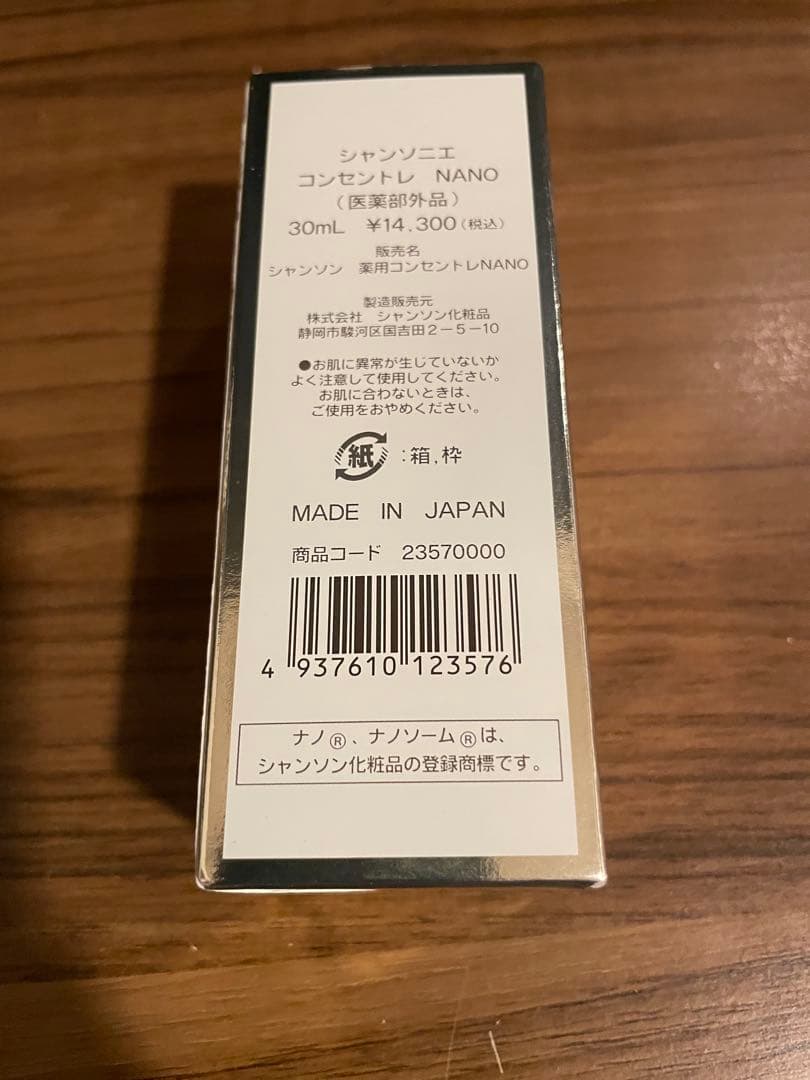 シャンソニエ
コンセントレ NANO
(医薬部外品)
30mL ¥14,300(税込)
販売名
シャンソン 薬用コンセントレNANO
製造販売元
株式会社 シャンソン化粧品
静岡市駿河区国吉田2-5-10
●お肌に異常が生じていないか
よく注意して使用してください。
お肌に合わないときは、
ご使用をおやめください。
紙:箱,枠
MADE IN JAPAN
商品コード 23570000
4 937610 123576
ナノ®、ナノソーム®は、
シャンソン化粧品の登録商標です。